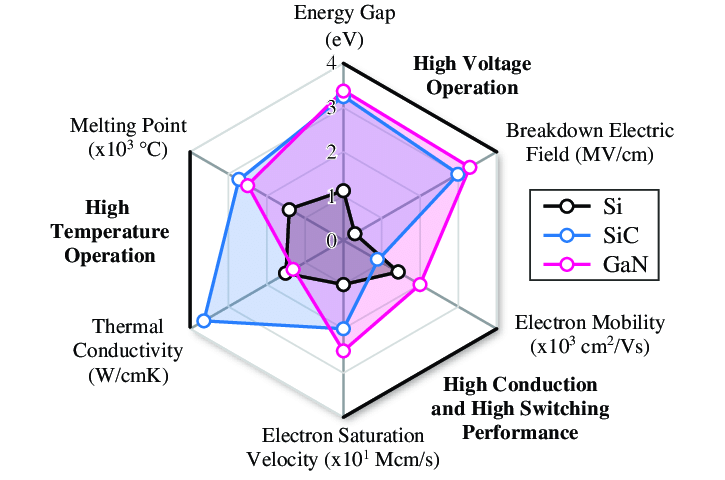 Energy Gap
(eV)
4
3
2
1
0
High Voltage
Operation
Melting Point
(x10³ °C)
Breakdown Electric
Field (MV/cm)
High
Temperature
Operation
Si
SiC
GaN
Thermal
Conductivity
(W/cmK)
Electron Mobility
(x10³ cm²/Vs)
High Conduction
and High Switching
Performance
Electron Saturation
Velocity (x10¹ Mcm/s)